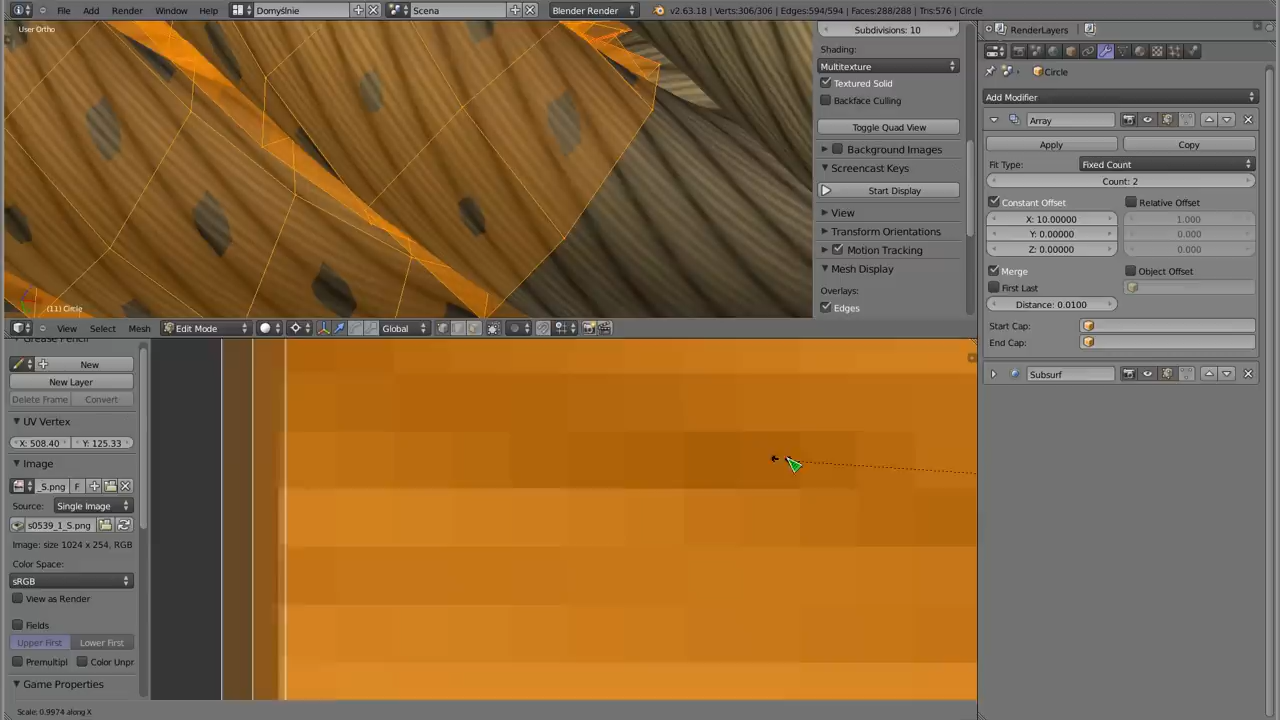 File Add Render Window Help Domyślnie Scena Blender Render v2.63.18 | Verts:306/306 | Edges:594/594 | Faces:288/288 | Tris:576 | Circle
User Ortho
Subdivisions: 10
Shading:
Multitexture
Textured Solid
Backface Culling
Toggle Quad View
Background Images
Screencast Keys
Start Display
View
Transform Orientations
Motion Tracking
Mesh Display
Overlays:
Edges
(11) Circle
View Select Mesh Edit Mode Global
RenderLayers
Circle
Add Modifier
Array
Apply Copy
Fit Type: Fixed Count
Count: 2
Constant Offset Relative Offset
X: 10.00000 1.000
Y: 0.00000 0.000
Z: 0.00000 0.000
Merge Object Offset
First Last
Distance: 0.0100
Start Cap:
End Cap:
Subsurf
Grease Pencil
New
New Layer
Delete Frame Convert
UV Vertex
X: 508.40 Y: 125.33
Image
_S.png F
Source: Single Image
s0539_1_S.png
Image: size 1024 x 254, RGB
Color Space:
sRGB
View as Render
Fields
Upper First Lower First
Premultipl Color Unpr
Game Properties
Scale: 0.9974 along X